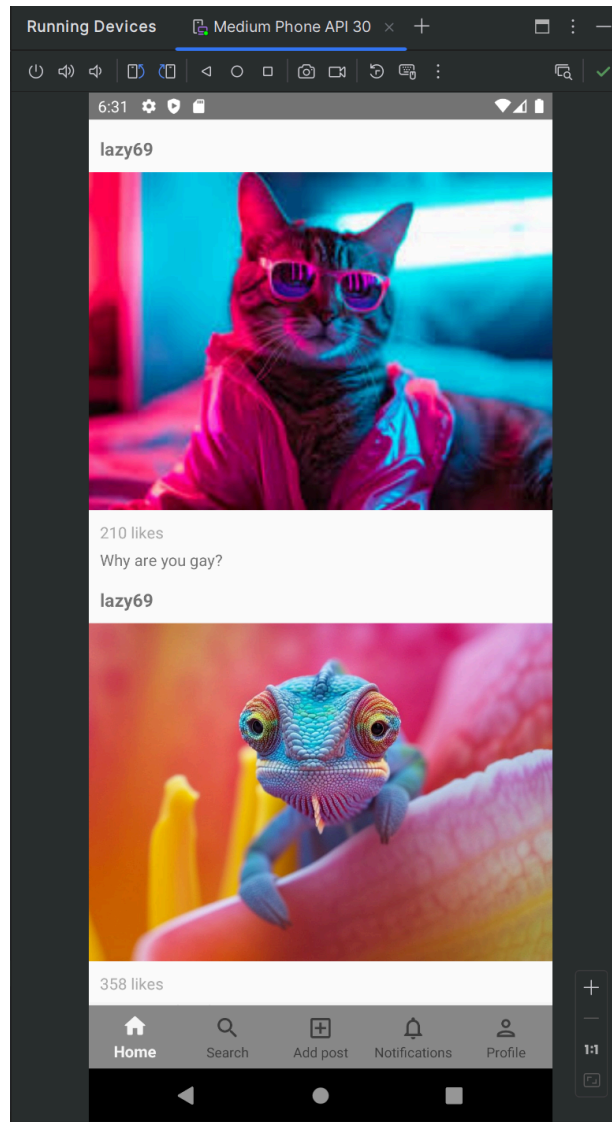 Running Devices Medium Phone API 30
6:31
lazy69
210 likes
Why are you gay?
lazy69
358 likes
Home Search Add post Notifications Profile
1:1